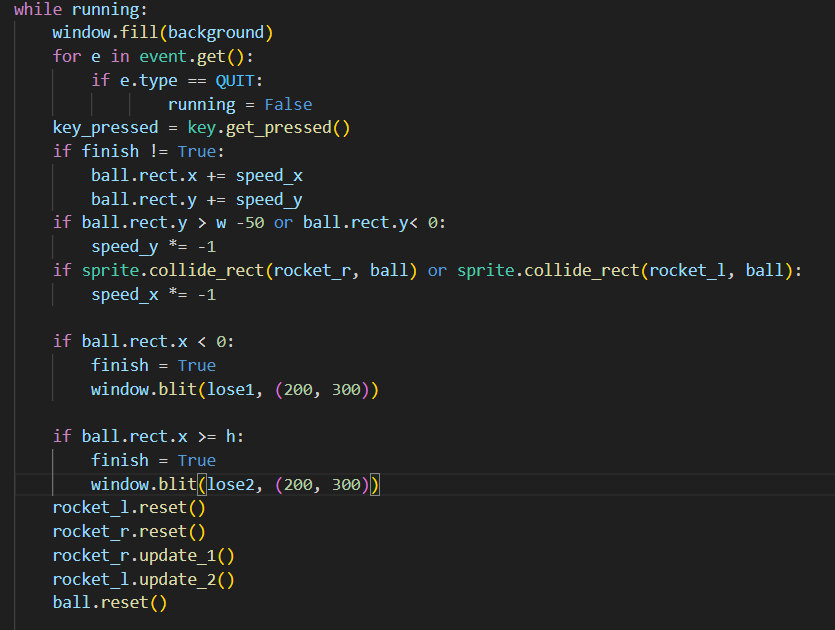 while running:
    window.fill(background)
    for e in event.get():
        if e.type == QUIT:
                running = False
    key_pressed = key.get_pressed()
    if finish != True:
        ball.rect.x += speed_x
        ball.rect.y += speed_y
    if ball.rect.y > w -50 or ball.rect.y< 0:
        speed_y *= -1
    if sprite.collide_rect(rocket_r, ball) or sprite.collide_rect(rocket_l, ball):
        speed_x *= -1

    if ball.rect.x < 0:
        finish = True
        window.blit(lose1, (200, 300))

    if ball.rect.x >= h:
        finish = True
        window.blit(lose2, (200, 300))
    rocket_l.reset()
    rocket_r.reset()
    rocket_r.update_1()
    rocket_l.update_2()
    ball.reset()